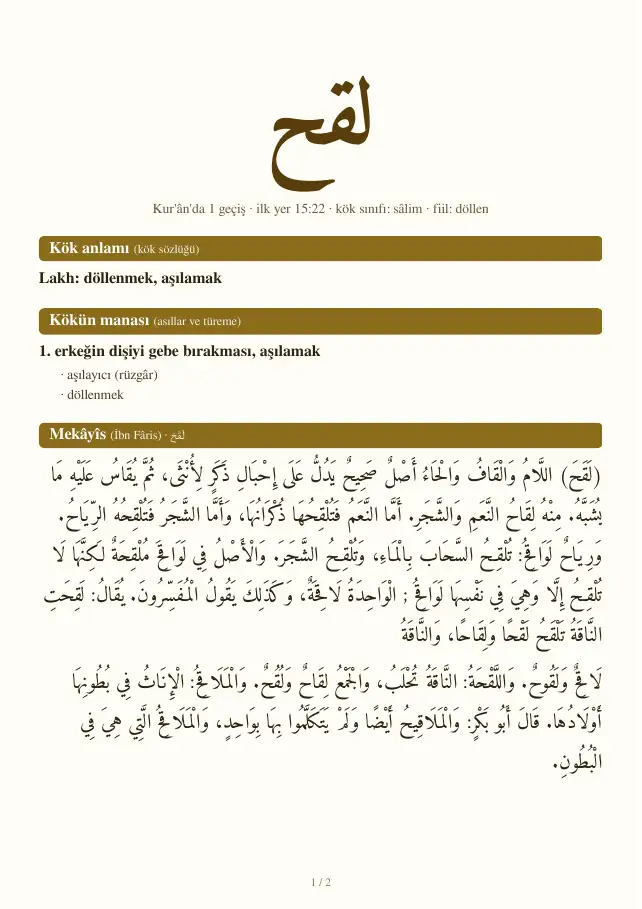 لقح
Kur'ân'da 1 geçiş · ilk yer 15:22 · kök sınıfı: sâlim · fiil: döllen
Kök anlamı (kök sözlüğü)
Lakh: döllenmek, aşılamak
Kökün manası (asıllar ve türeme)
1. erkeğin dişiyi gebe bırakması, aşılamak
· aşılayıcı (rüzgâr)
· döllenmek
Mekâyîs (İbn Fâris) · لَقَحَ
(لَقَحَ) اللَّامُ وَالْقَافُ وَالْحَاءُ أَصْلٌ صَحِيحٌ يَدُلُّ عَلَى إِحْبَالِ ذَكَرٍ لِأُنْثَى، ثُمَّ يُقَاسُ عَلَيْهِ مَا
يُشَبَّهُ. مِنْهُ لِقَاحُ النَّعَمِ وَالشَّجَرِ. أَمَّا النَّعَمُ فَتُلْقِحُهَا ذُكْرَانُهَا، وَأَمَّا الشَّجَرُ فَتُلْقِحُهُ الرِّيَاحُ.
وَرِيَاحٌ لَوَاقِحُ: تُلْقِحُ السَّحَابَ بِالْمَاءِ، وَتُلْقِحُ الشَّجَرَ. وَالْأَصْلُ فِي لَوَاقِحَ مُلْقِحَةٌ لَكِنَّهَا لَا
تُلْقِحُ إِلَّا وَهِيَ فِي نَفْسِهَا لَوَاقِحُ ; الْوَاحِدَةُ لَاقِحَةٌ، وَكَذَلِكَ يَقُولُ الْمُفَسِّرُونَ. يُقَالُ: لَقِحَتِ
النَّاقَةُ تَلْقَحُ لَقْحًا وَلِقَاحًا، وَالنَّاقَةُ
لَاقِحٌ وَلَقُوحٌ. وَاللَّقْحَةُ: النَّاقَةُ تُحْلَبُ، وَالْجَمْعُ لِقَاحٌ وَلُقُحٌ. وَالْمَلَاقِحُ: الْإِنَاثُ فِي بُطُونِهَا
أَوْلَادُهَا. قَالَ أَبُو بَكْرٍ: وَالْمَلَاقِيحُ أَيْضًا وَلَمْ يَتَكَلَّمُوا بِهَا بِوَاحِدٍ، وَالْمَلَاقِحُ الَّتِي هِيَ فِي
الْبُطُونِ.
1 / 2